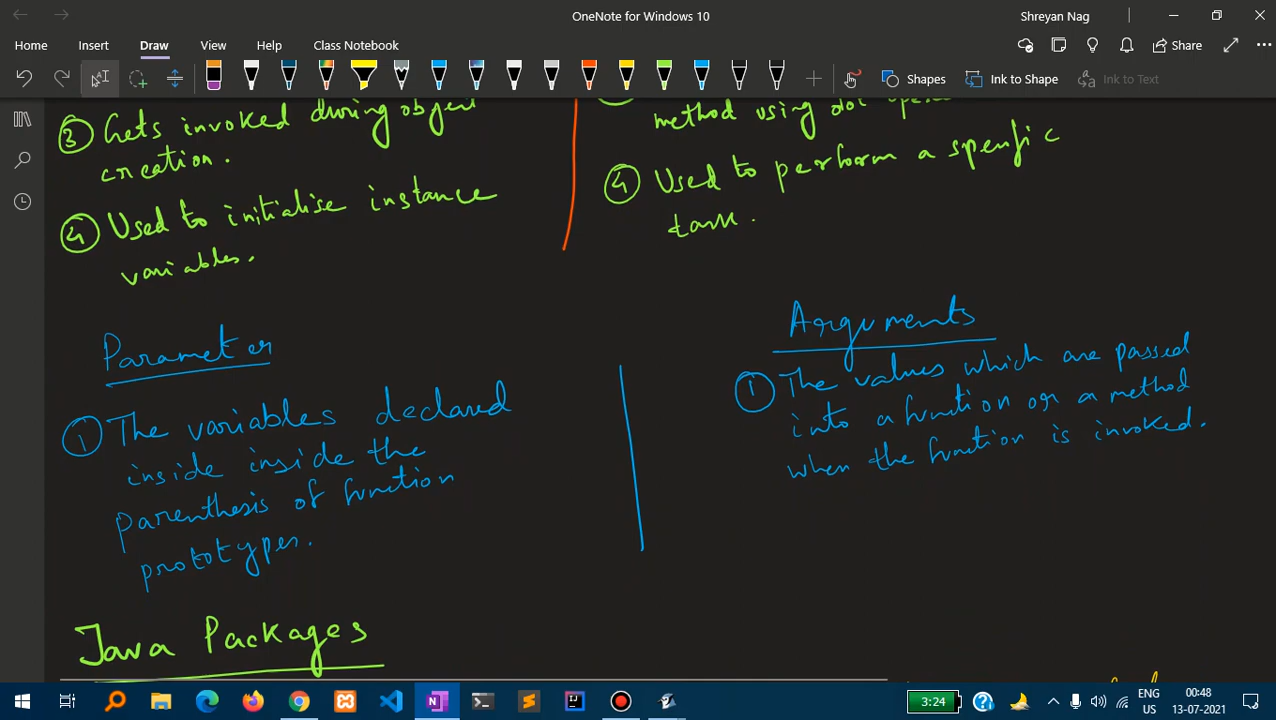 OneNote for Windows 10
Shreyan Nag
Home Insert Draw View Help Class Notebook
Share
Shapes Ink to Shape Ink to Text
③ Gets invoked during object
creation.
④ Used to initialise instance
variables.
method using dot
④ Used to perform a spenfic
task.
Parameter
① The variables declared
inside inside the
parenthesis of function
prototypes.
Arguments
① The values which are passed
into a function or a method
when the function is invoked.
Java Packages
3:24
ENG
US
00:48
13-07-2021